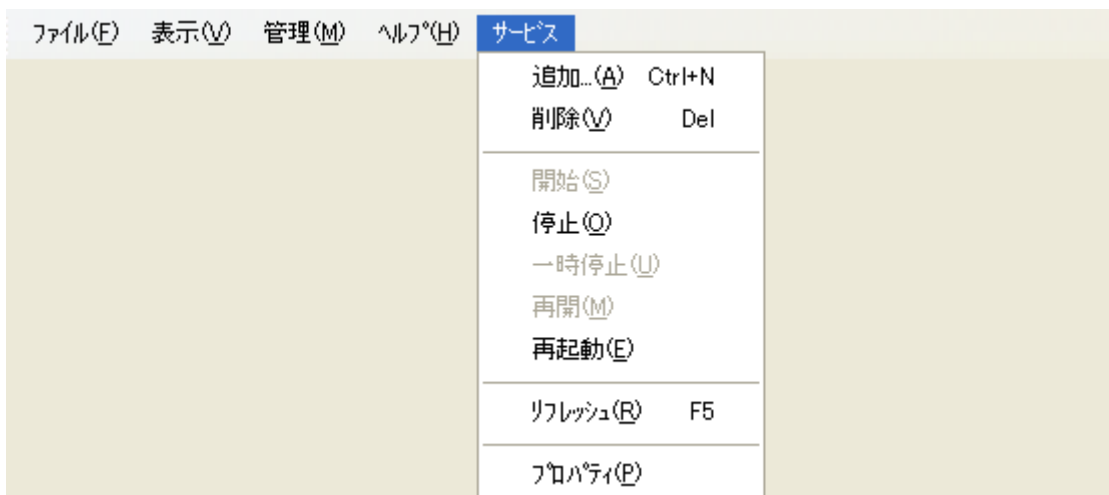 ﾌｧｲﾙ(F) 表示(V) 管理(M) ﾍﾙﾌﾟ(H) ｻｰﾋﾞｽ
追加...(A) Ctrl+N
削除(V) Del
開始(S)
停止(O)
一時停止(U)
再開(M)
再起動(E)
ﾘﾌﾚｯｼｭ(R) F5
ﾌﾟﾛﾊﾟﾃｨ(P)